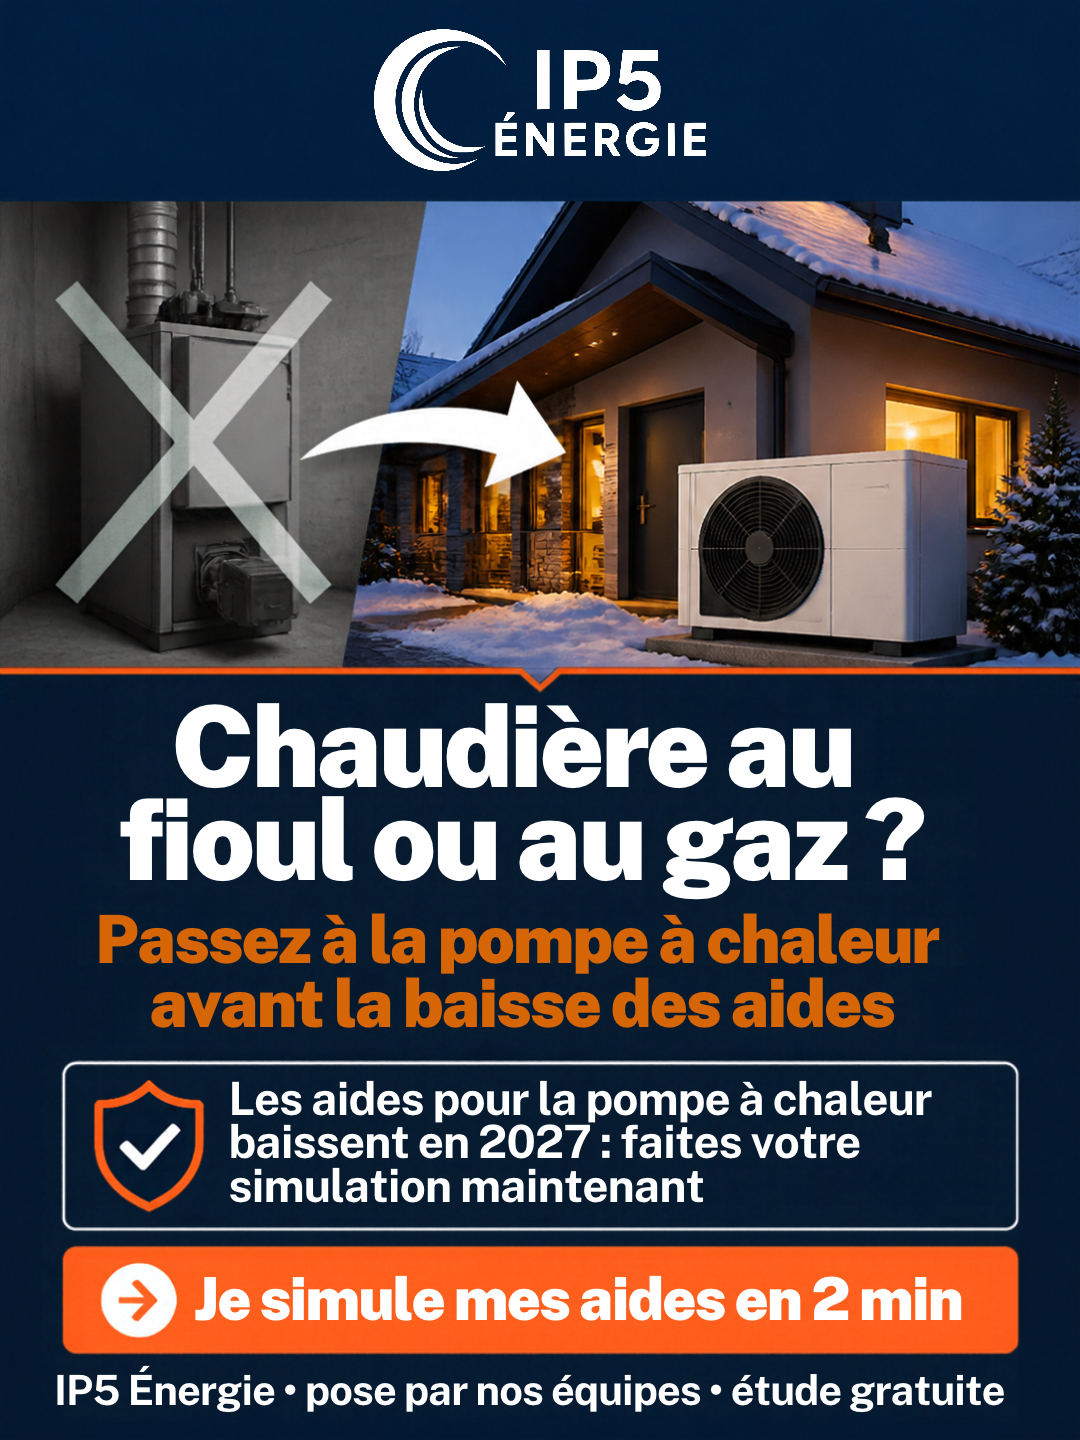 IP5
ÉNERGIE
Chaudière au
fioul ou au gaz ?
Passez à la pompe à chaleur
avant la baisse des aides
Les aides pour la pompe à chaleur
baissent en 2027 : faites votre
simulation maintenant
Je simule mes aides en 2 min
IP5 Énergie • pose par nos équipes • étude gratuite